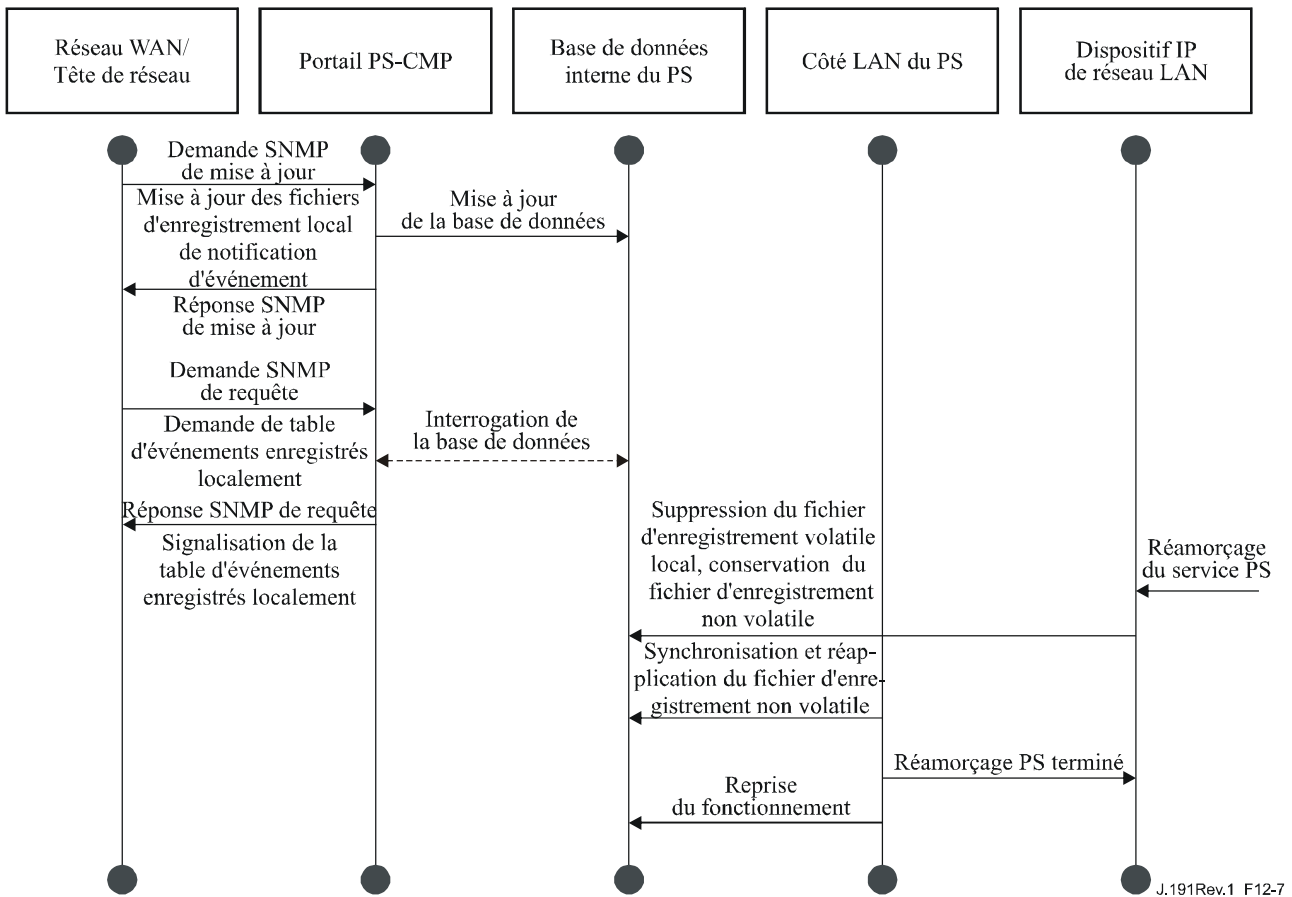 Réseau WAN/
Tête de réseau
Portail PS-CMP
Base de données
interne du PS
Côté LAN du PS
Dispositif IP
de réseau LAN
Demande SNMP
de mise à jour
Mise à jour des fichiers
d'enregistrement local
de notification
d'événement
Mise à jour
de la base de données
Réponse SNMP
de mise à jour
Demande SNMP
de requête
Demande de table
d'événements enregistrés
localement
Interrogation de
la base de données
Réponse SNMP de requête
Signalisation de la
table d'événements
enregistrés localement
Suppression du fichier
d'enregistrement volatile
local, conservation du
fichier d'enregistrement
non volatile
Réamorçage
du service PS
Synchronisation et réap-
plication du fichier d'enre-
gistrement non volatile
Réamorçage PS terminé
Reprise
du fonctionnement
J.191Rev.1 F12-7